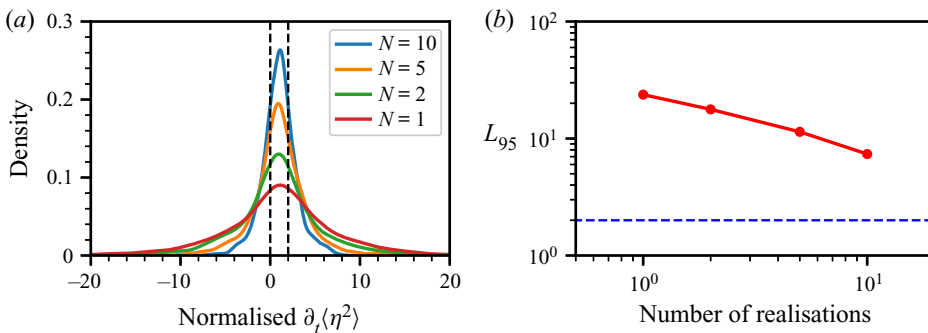 (a)
0.3
0.2
0.1
0
Density
N = 10
N = 5
N = 2
N = 1
–20
–10
0
10
20
Normalised ∂ₜ⟨η²⟩
(b)
10²
10¹
10⁰
L₉₅
10⁰
10¹
Number of realisations